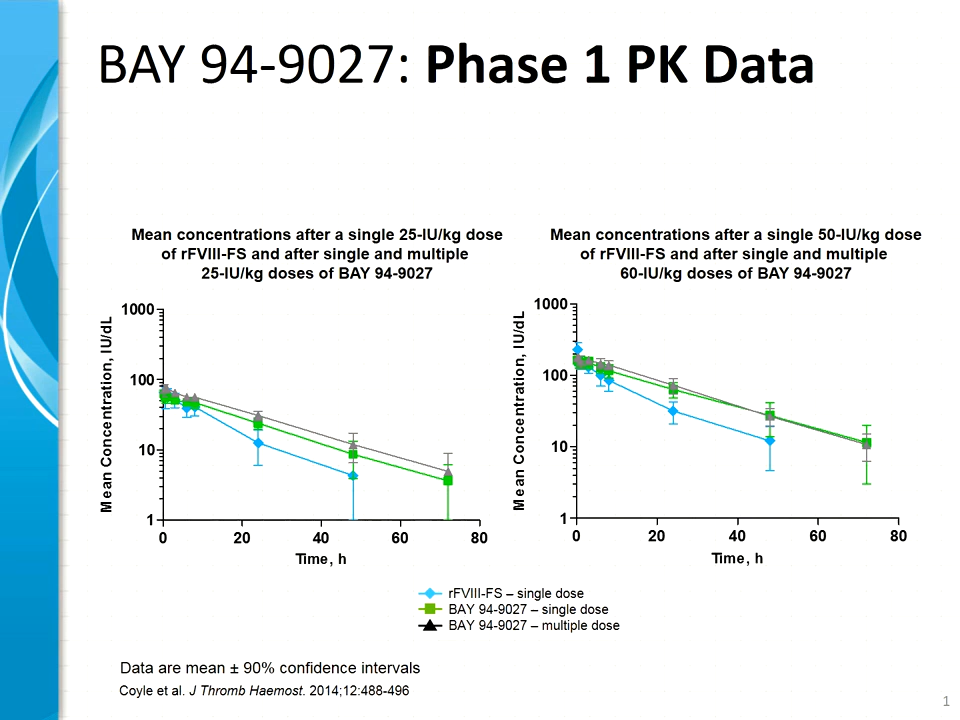 BAY 94-9027: Phase 1 PK Data
Mean concentrations after a single 25-IU/kg dose
of rFVIII-FS and after single and multiple
25-IU/kg doses of BAY 94-9027
Mean Concentration, IU/dL
1000
100
10
1
0 20 40 60 80
Time, h
Mean concentrations after a single 50-IU/kg dose
of rFVIII-FS and after single and multiple
60-IU/kg doses of BAY 94-9027
Mean Concentration, IU/dL
1000
100
10
1
0 20 40 60 80
Time, h
rFVIII-FS – single dose
BAY 94-9027 – single dose
BAY 94-9027 – multiple dose
Data are mean ± 90% confidence intervals
Coyle et al. J Thromb Haemost. 2014;12:488-496
1